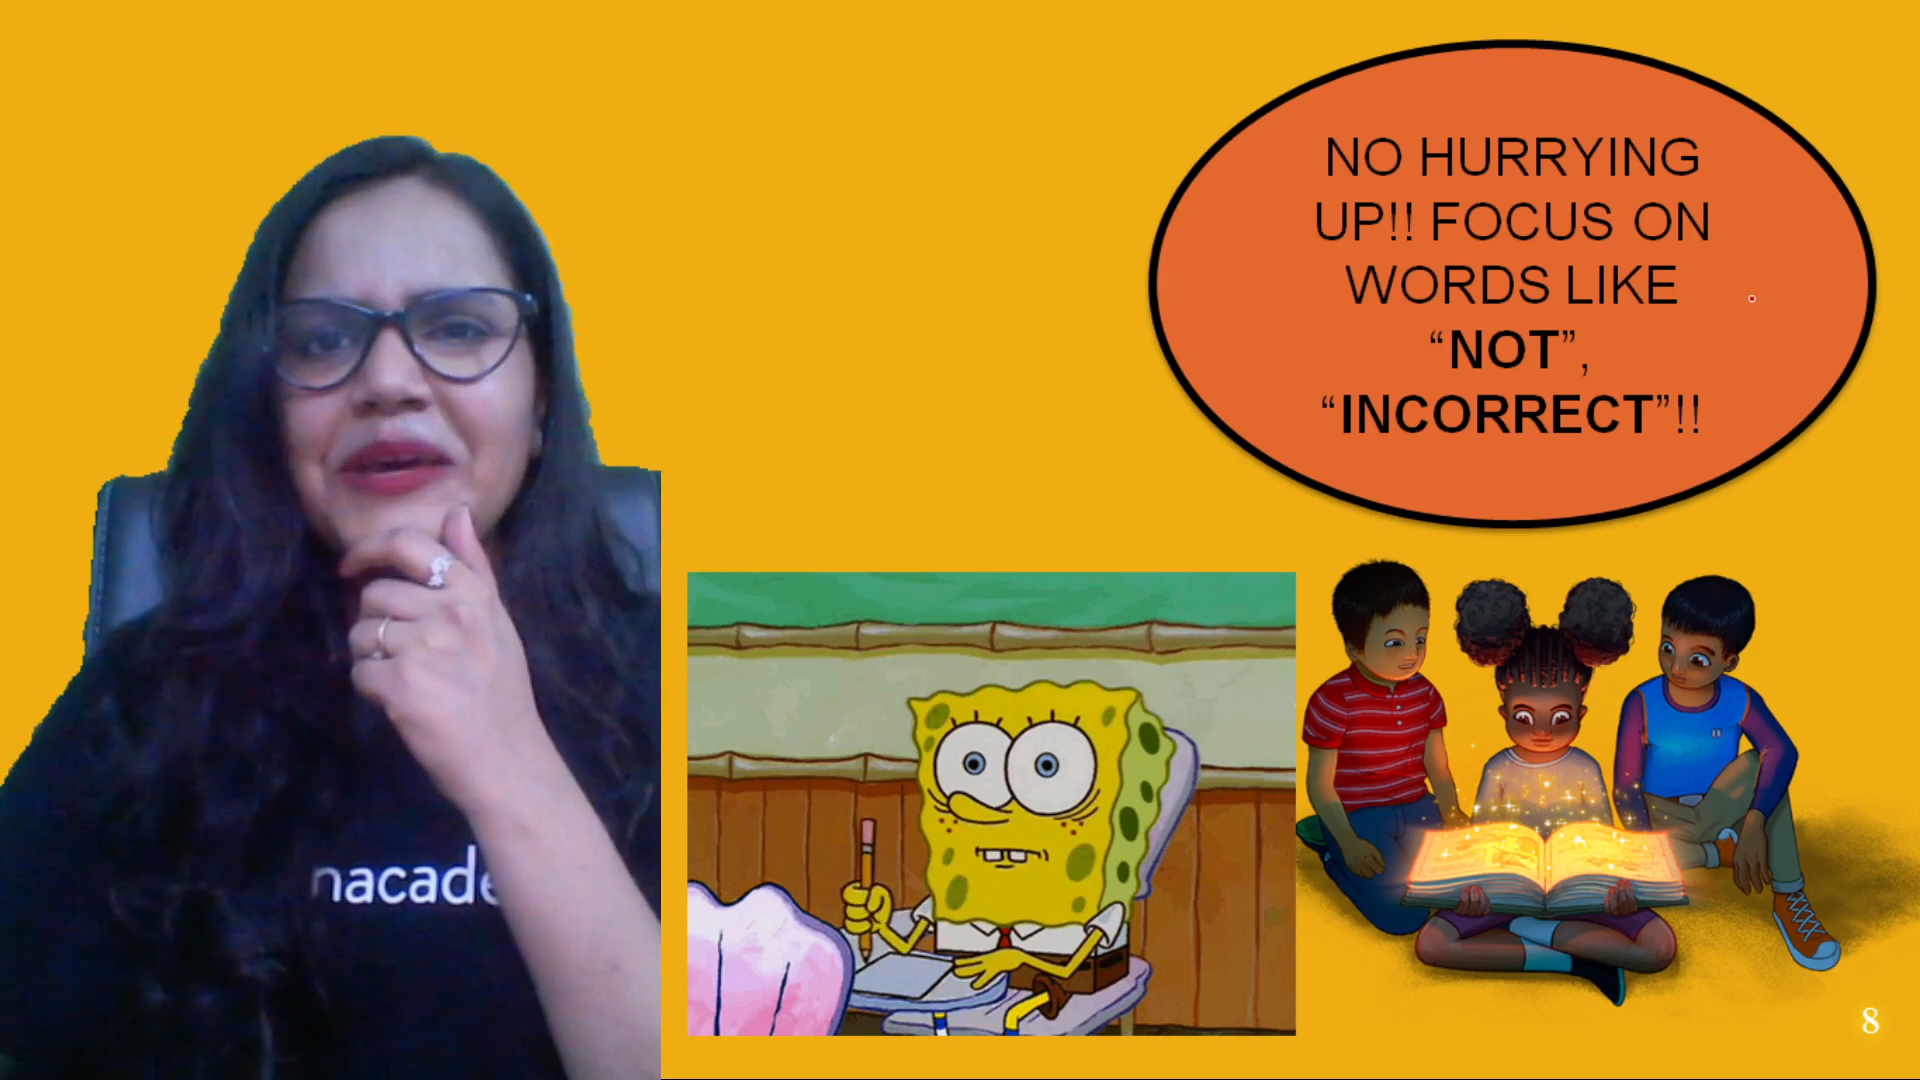 NO HURRYING
UP!! FOCUS ON
WORDS LIKE
“NOT”,
“INCORRECT”!!
nacade
8